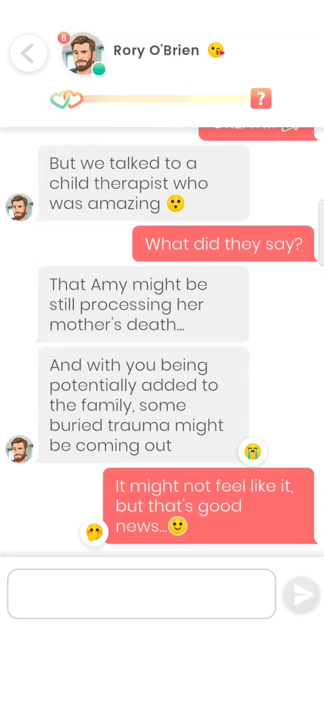 6
Rory O'Brien 😘
?
But we talked to a
child therapist who
was amazing 😮
What did they say?
That Amy might be
still processing her
mother's death...
And with you being
potentially added to
the family, some
buried trauma might
be coming out
It might not feel like it,
but that's good
news...🙂